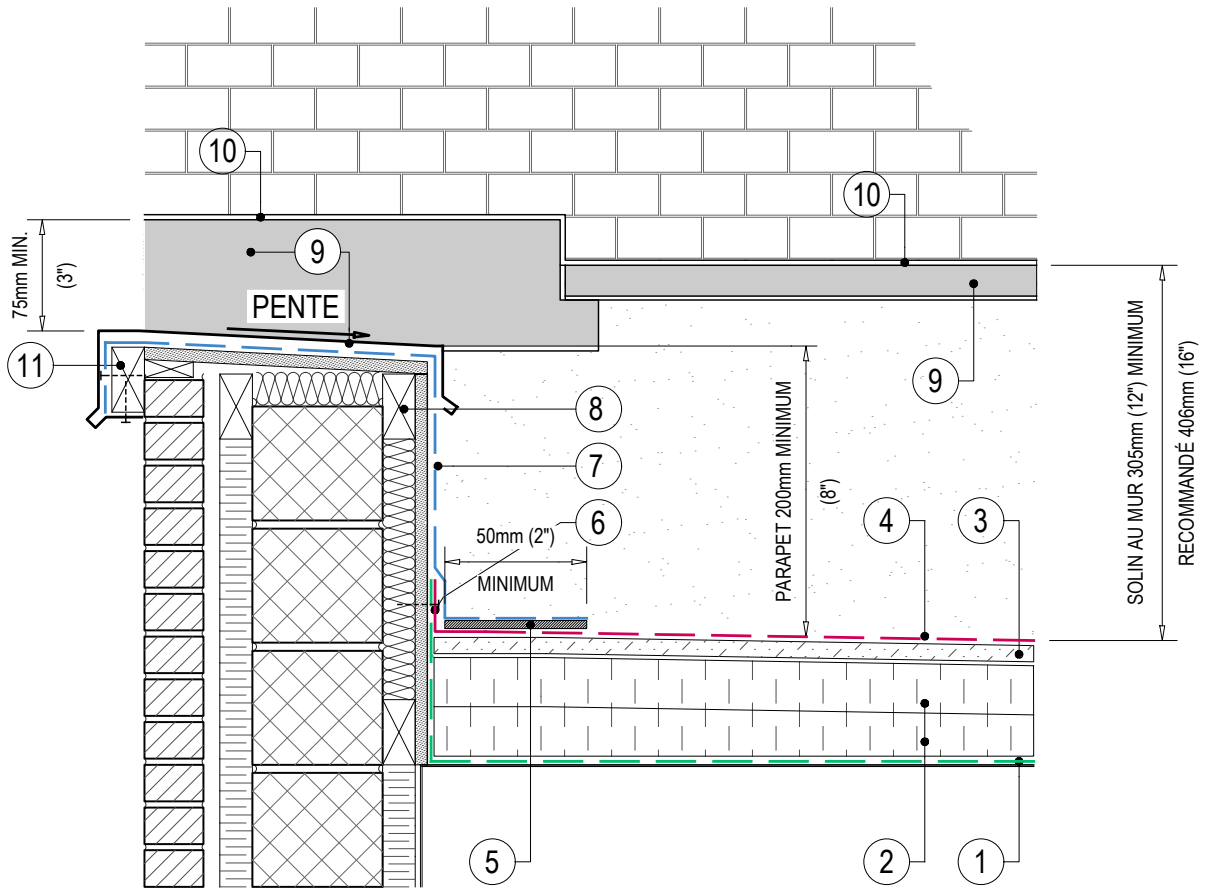 10
10
75mm MIN.
(3")
9
PENTE
11
9
8
7
6
50mm (2")
MINIMUM
PARAPET 200mm MINIMUM
(8")
4
3
SOLIN AU MUR 305mm (12") MINIMUM
RECOMMANDÉ 406mm (16")
5
2
1